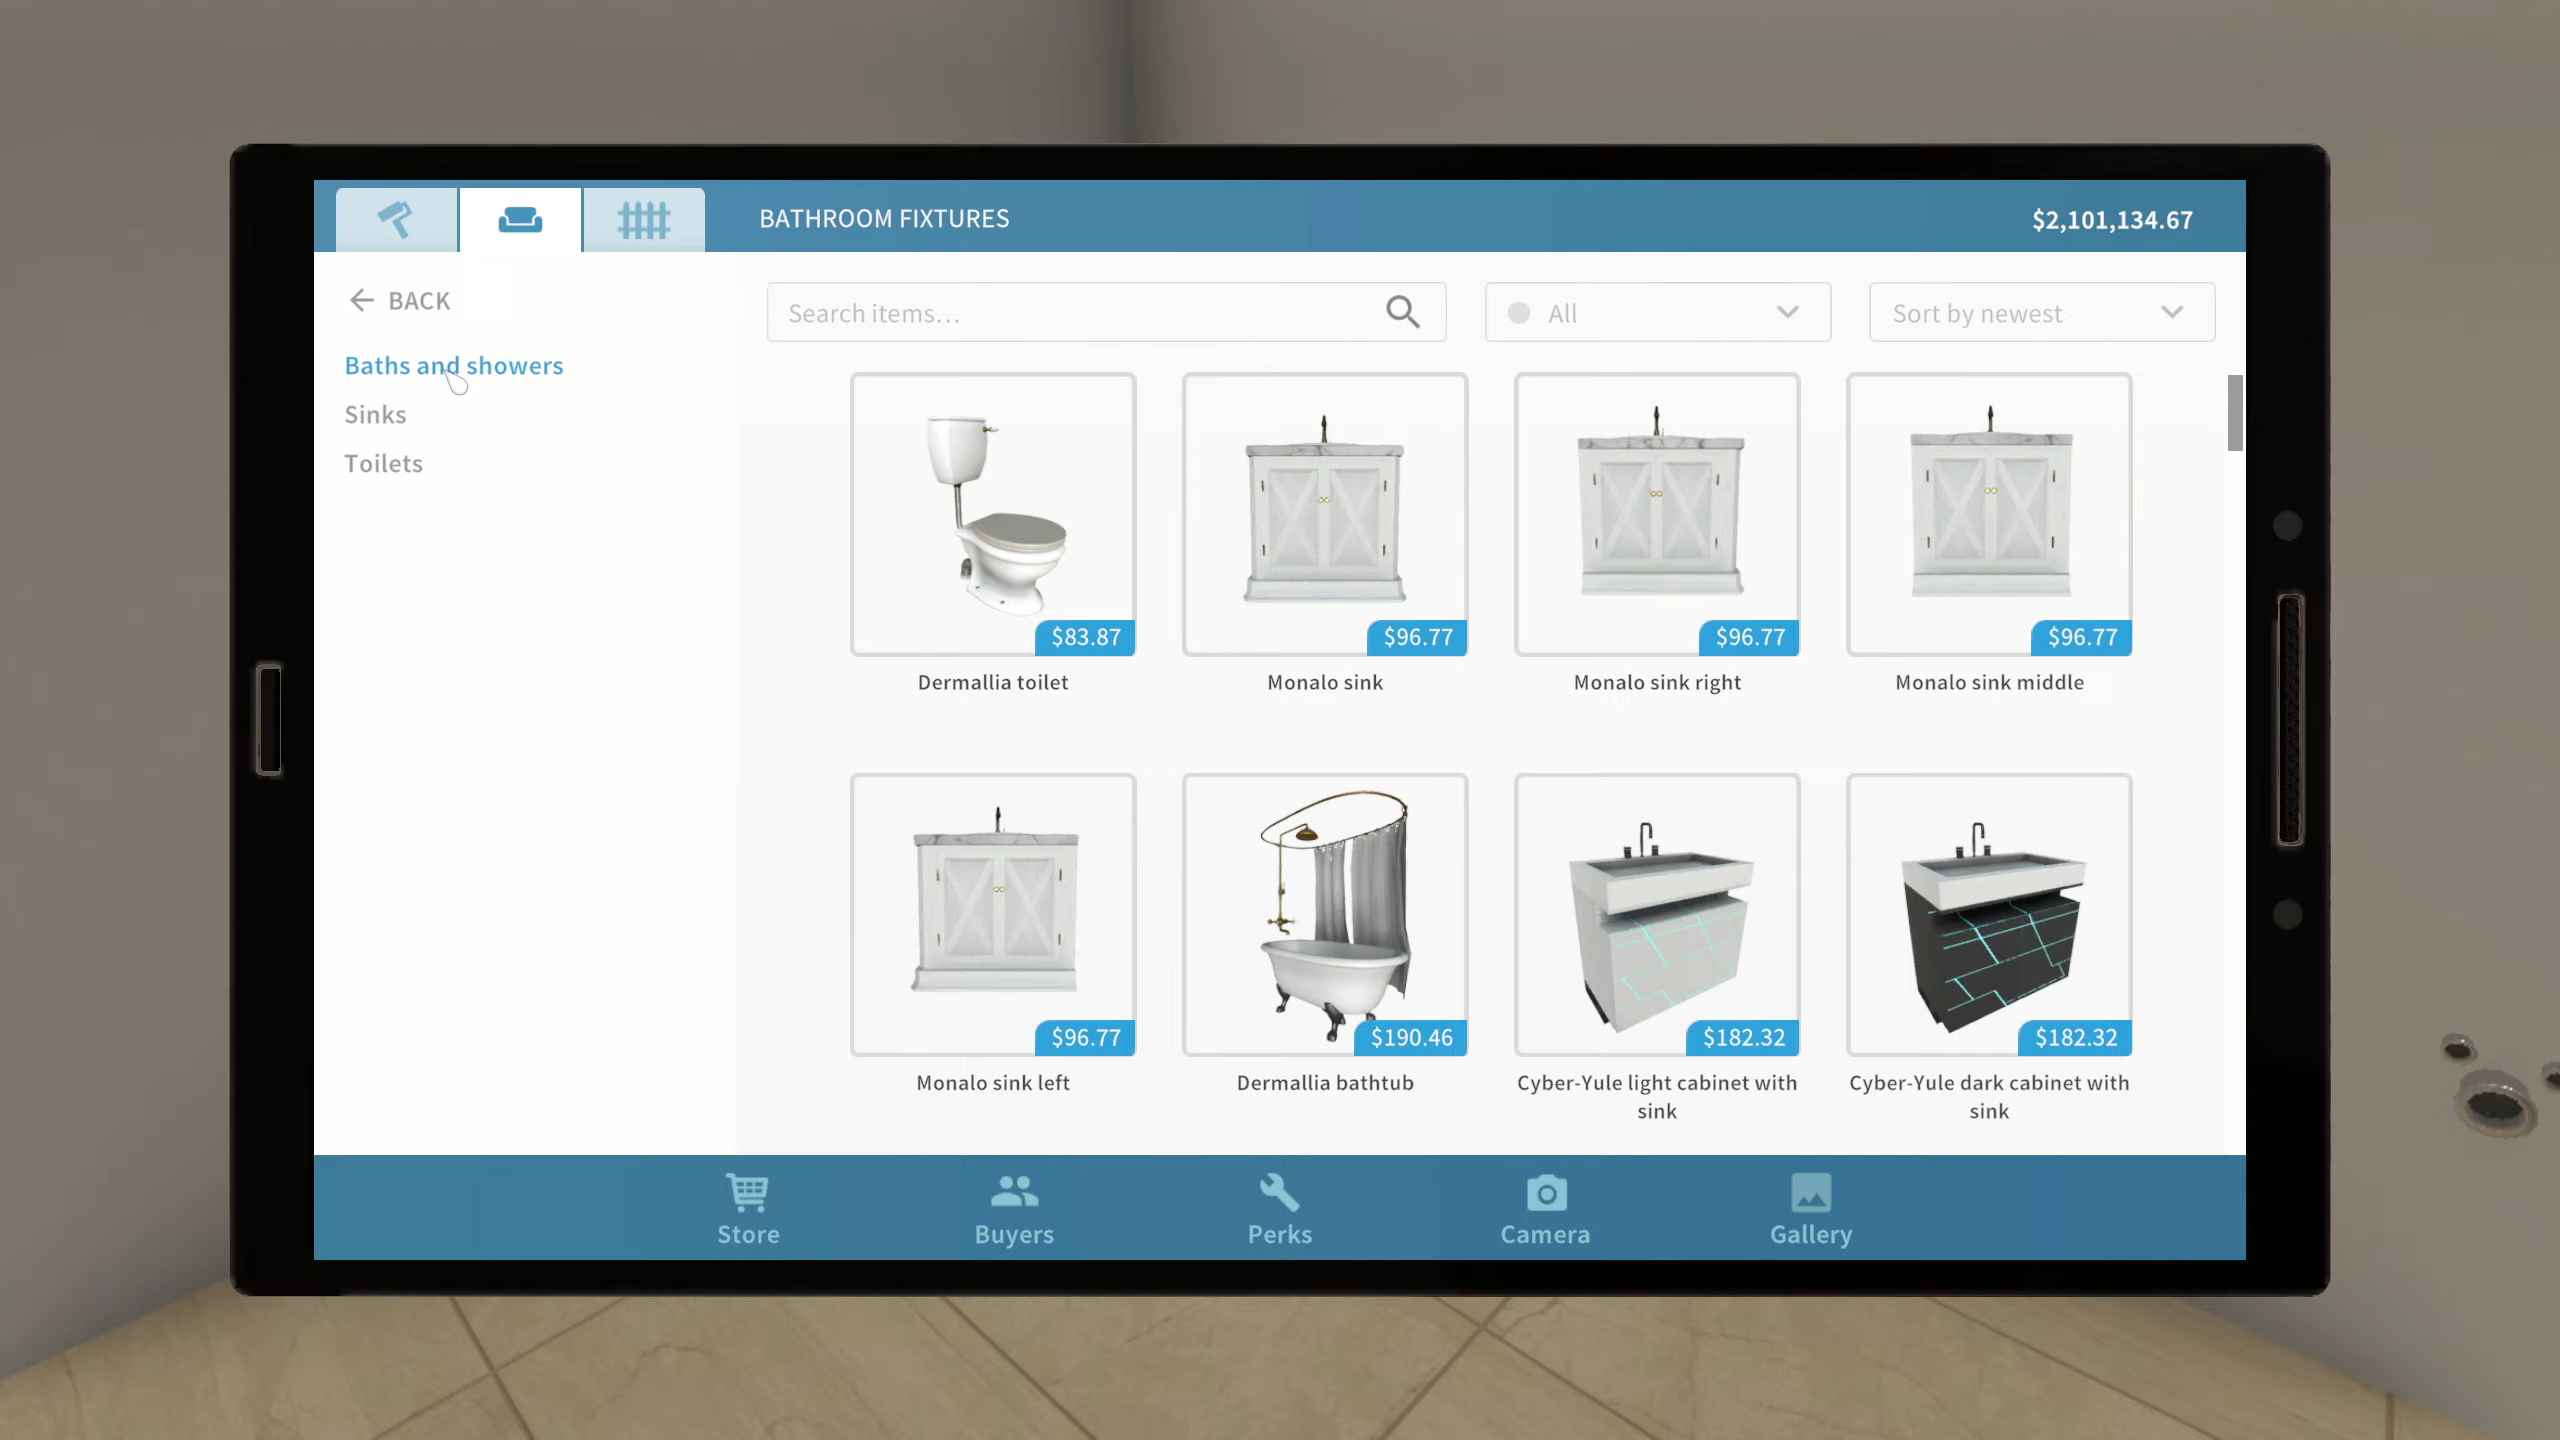 BATHROOM FIXTURES
$2,101,134.67
BACK
Search items...
All
Sort by newest
Baths and showers
Sinks
Toilets
$83.87
$96.77
$96.77
$96.77
Dermallia toilet
Monalo sink
Monalo sink right
Monalo sink middle
$96.77
$190.46
$182.32
$182.32
Monalo sink left
Dermallia bathtub
Cyber-Yule light cabinet with
sink
Cyber-Yule dark cabinet with
sink
Store
Buyers
Perks
Camera
Gallery